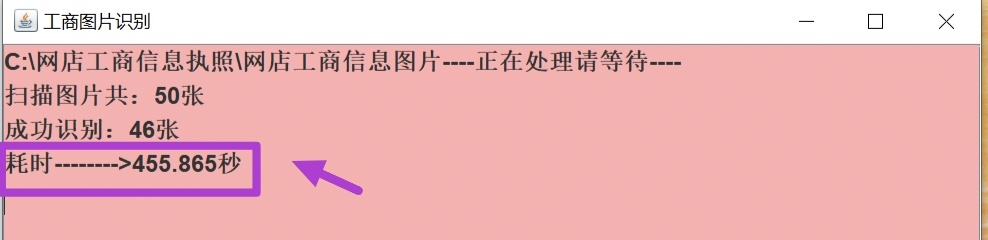 工商图片识别
C:\网店工商信息执照\网店工商信息图片----正在处理请等待----
扫描图片共：50张
成功识别：46张
耗时-------->455.865秒